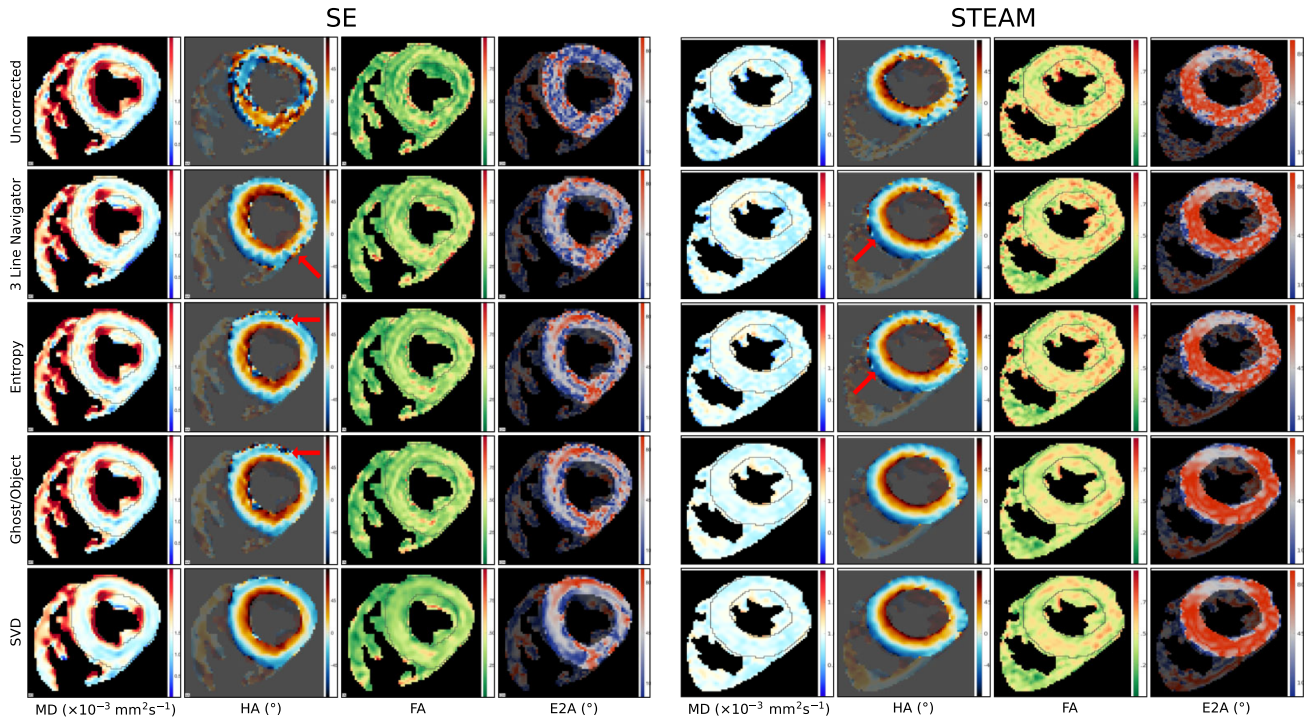 SE
STEAM
Uncorrected
3 Line Navigator
Entropy
Ghost/Object
SVD
MD (×10⁻³ mm²s⁻¹)
HA (°)
FA
E2A (°)
MD (×10⁻³ mm²s⁻¹)
HA (°)
FA
E2A (°)